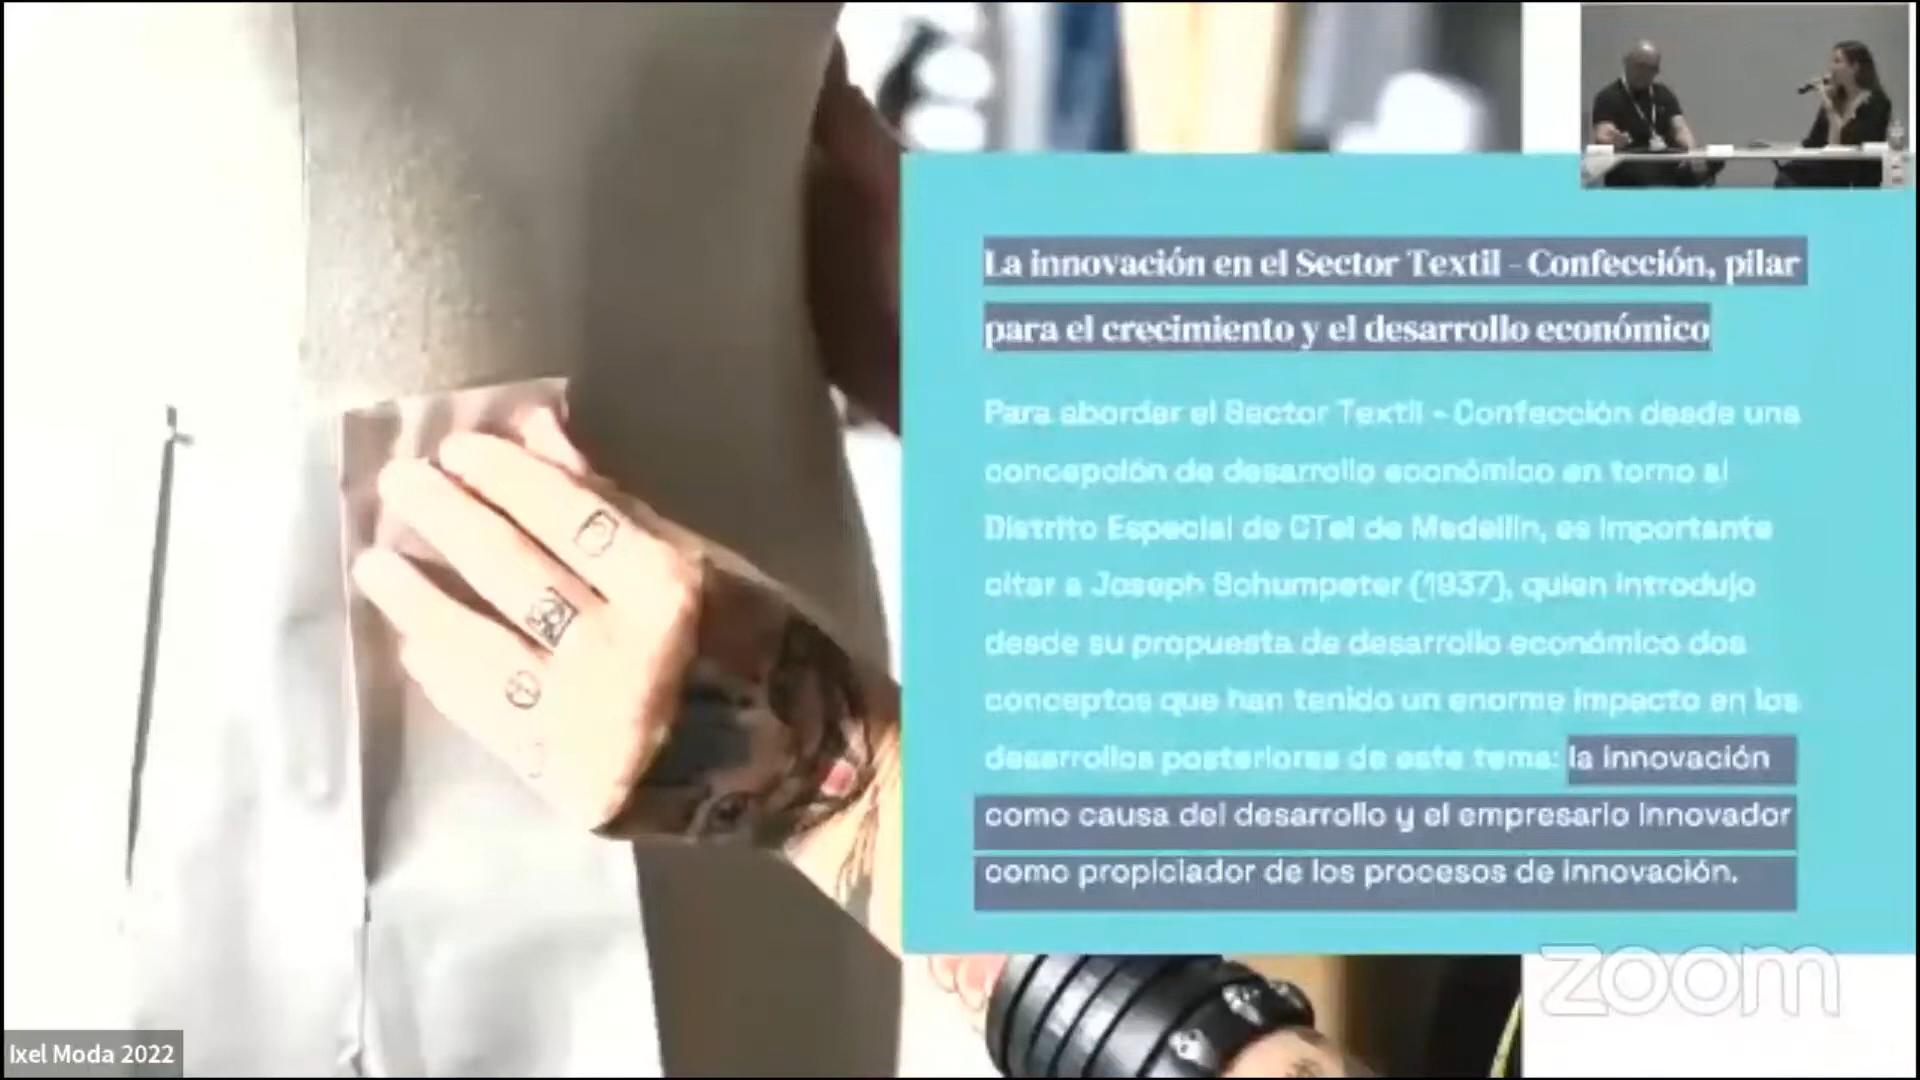 La innovación en el Sector Textil - Confección, pilar
para el crecimiento y el desarrollo económico
Para abordar el Sector Textil - Confección desde una
concepción de desarrollo económico en torno al
Distrito Especial de CTeI de Medellín, es importante
citar a Joseph Schumpeter (1937), quien introdujo
desde su propuesta de desarrollo económico dos
conceptos que han tenido un enorme impacto en los
desarrollos posteriores de este tema: la innovación
como causa del desarrollo y el empresario innovador
como propiciador de los procesos de innovación.
zoom
Ixel Moda 2022